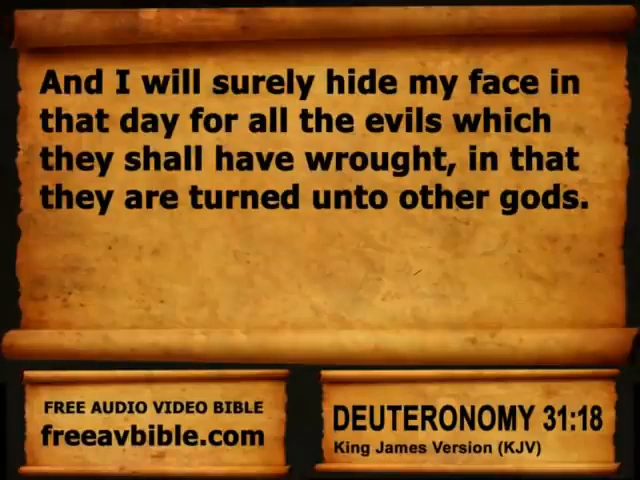 And I will surely hide my face in
that day for all the evils which
they shall have wrought, in that
they are turned unto other gods.
FREE AUDIO VIDEO BIBLE
freeavbible.com
DEUTERONOMY 31:18
King James Version (KJV)